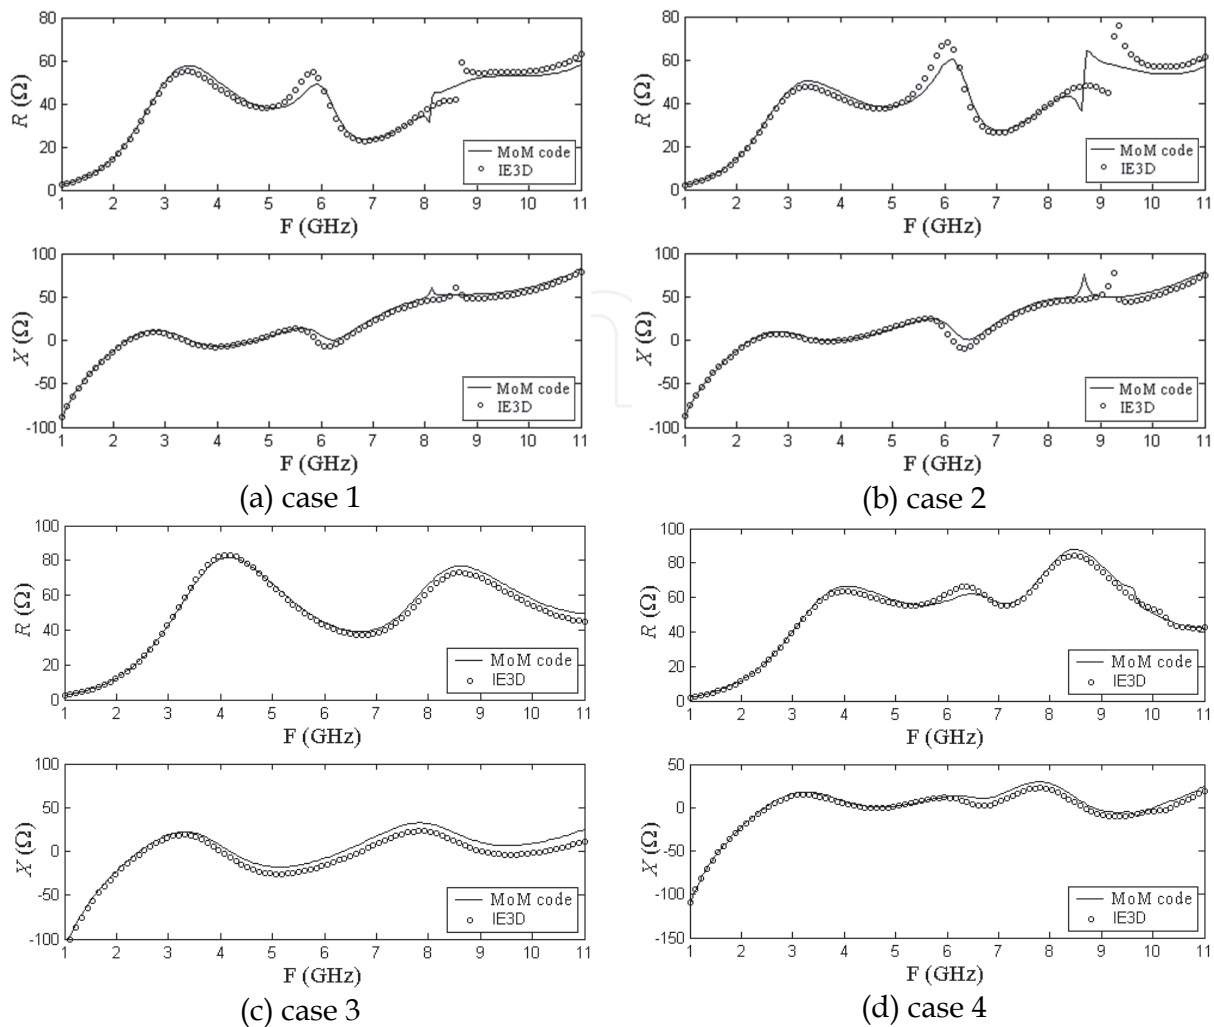 80
60
40
20
0
R (Ω)
MoM code
IE3D
1 2 3 4 5 6 7 8 9 10 11
F (GHz)
100
50
0
-50
-100
X (Ω)
MoM code
IE3D
1 2 3 4 5 6 7 8 9 10 11
F (GHz)
(a) case 1
80
60
40
20
0
R (Ω)
MoM code
IE3D
1 2 3 4 5 6 7 8 9 10 11
F (GHz)
100
50
0
-50
-100
X (Ω)
MoM code
IE3D
1 2 3 4 5 6 7 8 9 10 11
F (GHz)
(b) case 2
100
80
60
40
20
0
R (Ω)
MoM code
IE3D
1 2 3 4 5 6 7 8 9 10 11
F (GHz)
100
50
0
-50
-100
X (Ω)
MoM code
IE3D
1 2 3 4 5 6 7 8 9 10 11
F (GHz)
(c) case 3
100
80
60
40
20
0
R (Ω)
MoM code
IE3D
1 2 3 4 5 6 7 8 9 10 11
F (GHz)
50
0
-50
-100
-150
X (Ω)
MoM code
IE3D
1 2 3 4 5 6 7 8 9 10 11
F (GHz)
(d) case 4